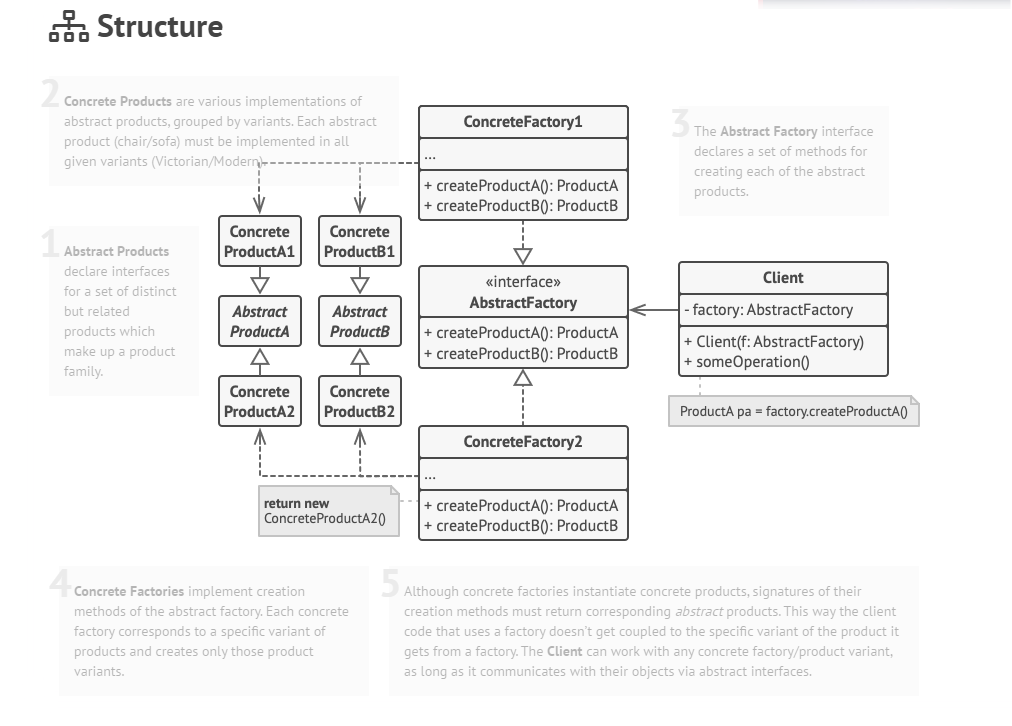 Structure
2
Concrete Products are various implementations of
abstract products, grouped by variants. Each abstract
product (chair/sofa) must be implemented in all
given variants (Victorian/Modern).
ConcreteFactory1
...
+ createProductA(): ProductA
+ createProductB(): ProductB
3
The Abstract Factory interface
declares a set of methods for
creating each of the abstract
products.
1
Abstract Products
declare interfaces
for a set of distinct
but related
products which
make up a product
family.
Concrete
ProductA1
Concrete
ProductB1
Abstract
ProductA
Abstract
ProductB
Concrete
ProductA2
Concrete
ProductB2
«interface»
AbstractFactory
+ createProductA(): ProductA
+ createProductB(): ProductB
Client
- factory: AbstractFactory
+ Client(f: AbstractFactory)
+ someOperation()
ProductA pa = factory.createProductA()
ConcreteFactory2
...
+ createProductA(): ProductA
+ createProductB(): ProductB
return new
ConcreteProductA2()
4
Concrete Factories implement creation
methods of the abstract factory. Each concrete
factory corresponds to a specific variant of
products and creates only those product
variants.
5
Although concrete factories instantiate concrete products, signatures of their
creation methods must return corresponding abstract products. This way the client
code that uses a factory doesn't get coupled to the specific variant of the product it
gets from a factory. The Client can work with any concrete factory/product variant,
as long as it communicates with their objects via abstract interfaces.